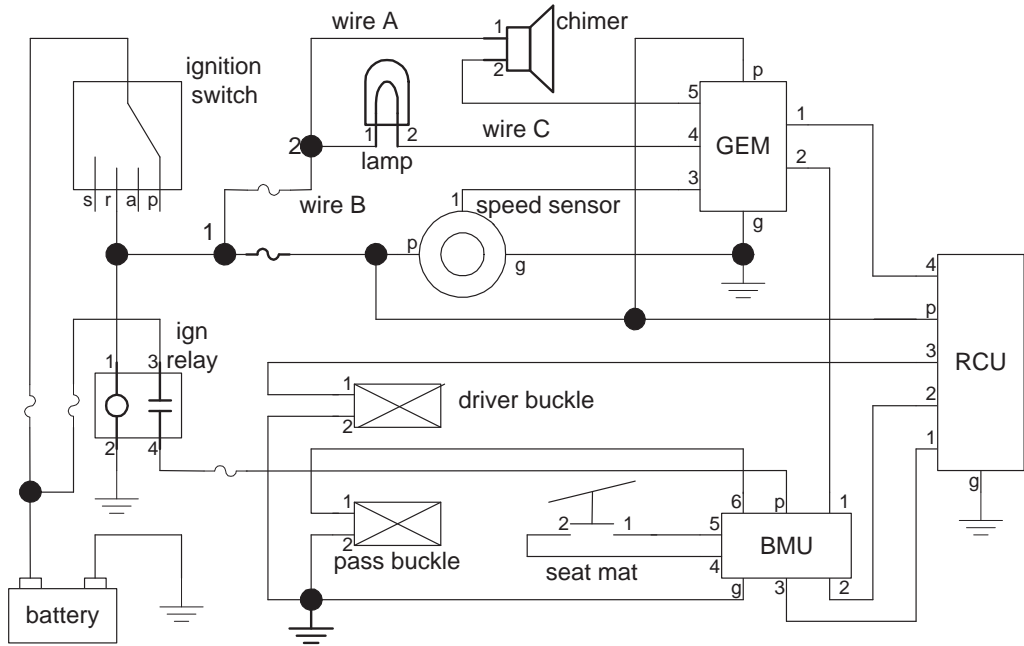 wire A
1
2
chimer
ignition
switch
p
5
lamp
1 2
wire C
4
GEM
1
2
2
3
s r a p
wire B
1
speed sensor
g
1
p
g
4
p
ign
relay
1 3
3
RCU
2
1
driver buckle
2
2 4
1
g
6 p 1
1
2
pass buckle
2 1
seat mat
5
4
BMU
g 3 2
battery